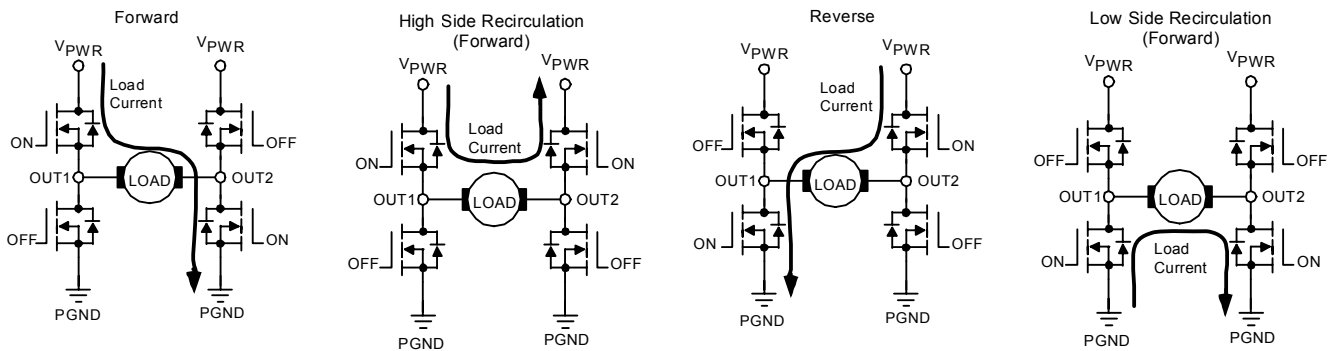 Forward
VPWR
VPWR
Load
Current
ON
OFF
OUT1
LOAD
OUT2
OFF
ON
PGND
PGND
High Side Recirculation
(Forward)
VPWR
VPWR
Load
Current
ON
ON
OUT1
LOAD
OUT2
OFF
OFF
PGND
PGND
Reverse
VPWR
VPWR
Load
Current
OFF
ON
OUT1
LOAD
OUT2
ON
OFF
PGND
PGND
Low Side Recirculation
(Forward)
VPWR
VPWR
OFF
OFF
OUT1
LOAD
OUT2
ON
Load
Current
ON
PGND
PGND